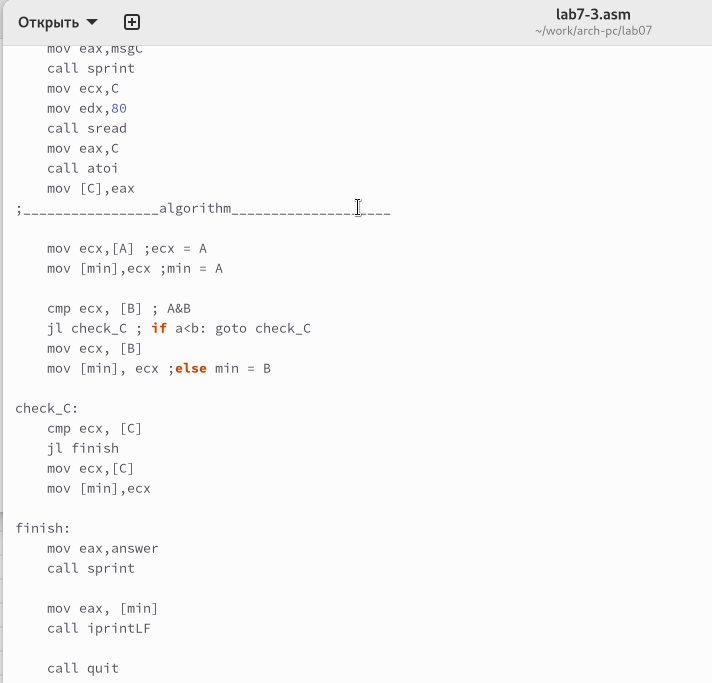 Открыть
lab7-3.asm
~/work/arch-pc/lab07
mov eax,msgC
call sprint
mov ecx,C
mov edx,80
call sread
mov eax,C
call atoi
mov [C],eax
;_________________algorithm____________________
mov ecx,[A] ;ecx = A
mov [min],ecx ;min = A
cmp ecx, [B] ; A&B
jl check_C ; if a<b: goto check_C
mov ecx, [B]
mov [min], ecx ;else min = B
check_C:
cmp ecx, [C]
jl finish
mov ecx,[C]
mov [min],ecx
finish:
mov eax,answer
call sprint
mov eax, [min]
call iprintLF
call quit